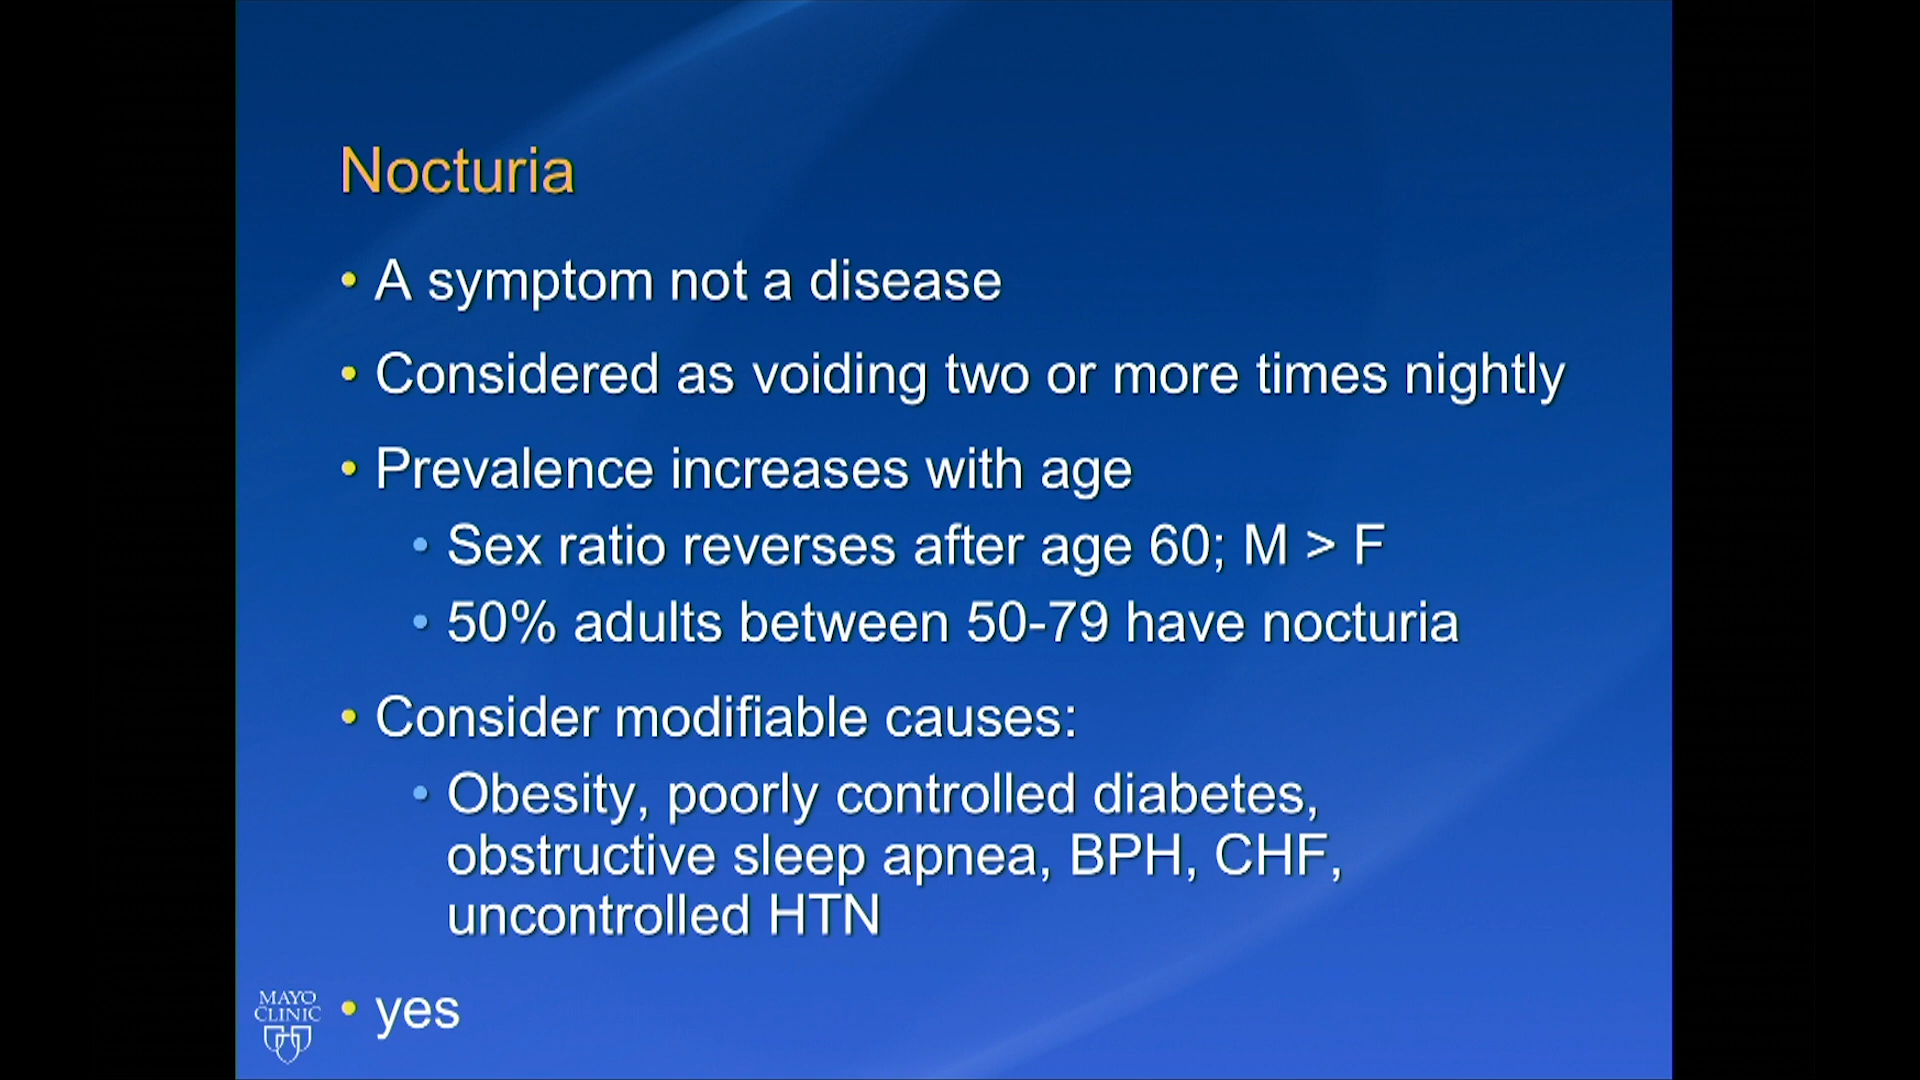 Nocturia
• A symptom not a disease
• Considered as voiding two or more times nightly
• Prevalence increases with age
• Sex ratio reverses after age 60; M > F
• 50% adults between 50-79 have nocturia
• Consider modifiable causes:
• Obesity, poorly controlled diabetes,
obstructive sleep apnea, BPH, CHF,
uncontrolled HTN
• yes
MAYO
CLINIC